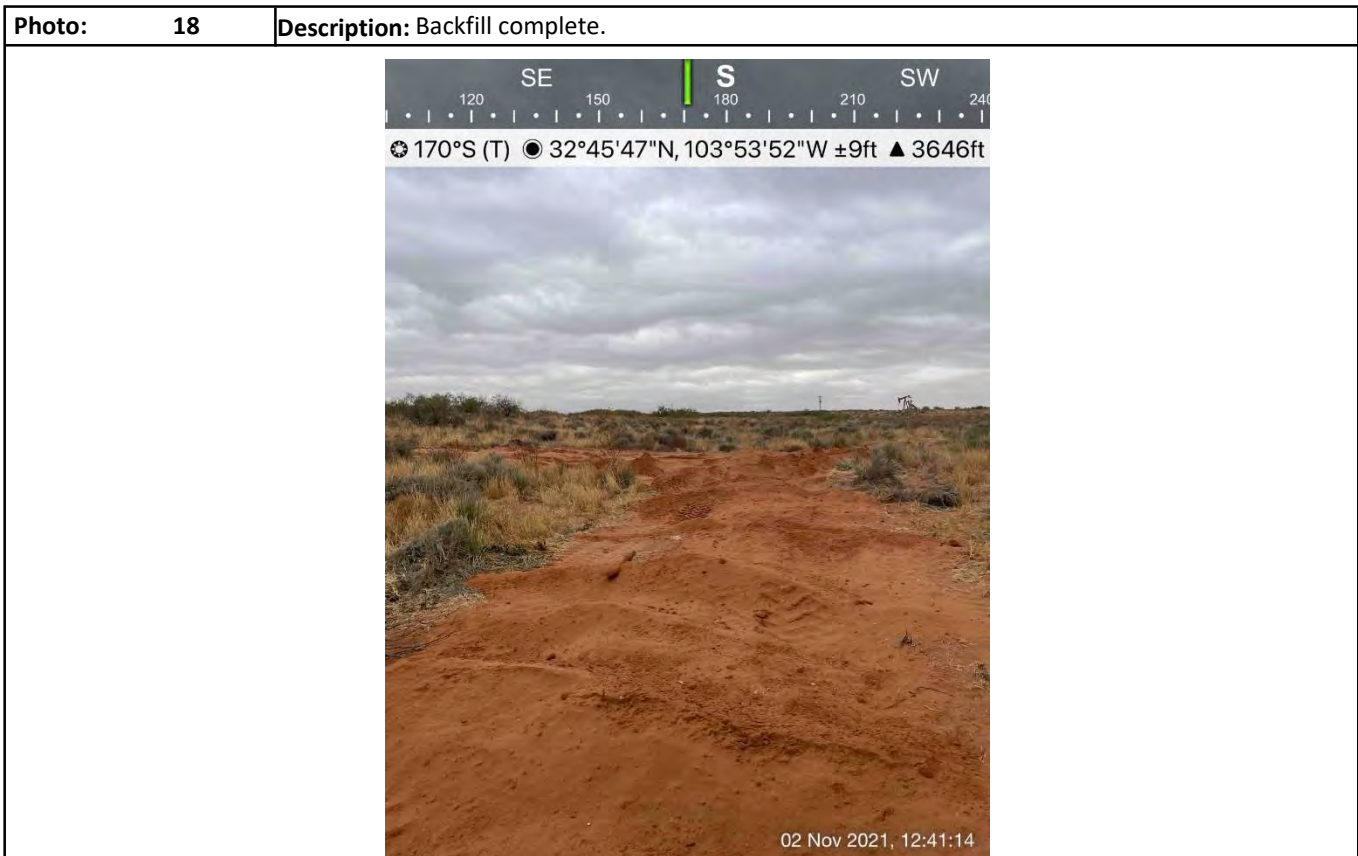 Photo: 18 Description: Backfill complete.
SE S SW
120 150 180 210 240
170°S (T) 32°45'47"N, 103°53'52"W ±9ft ▲ 3646ft
02 Nov 2021, 12:41:14